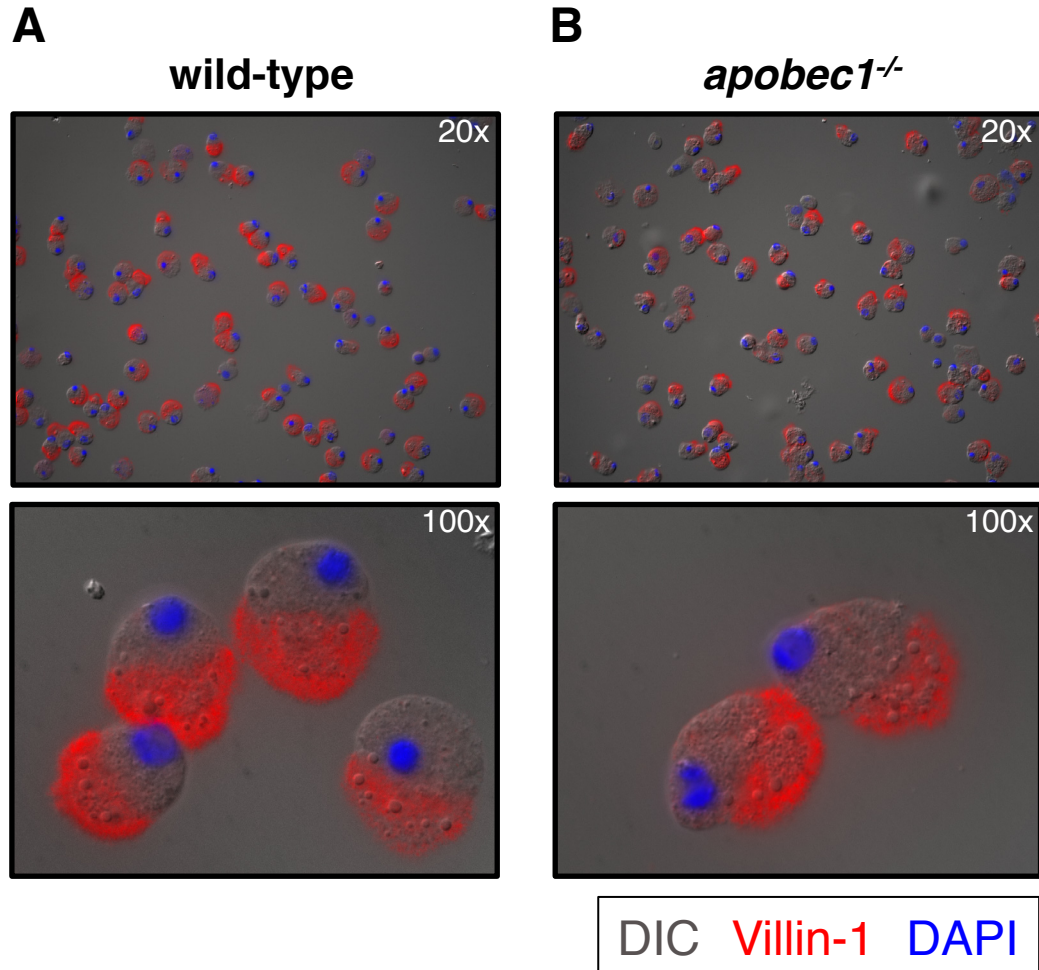 A
B
wild-type
apobec1-/-
20x
20x
100x
100x
DIC Villin-1 DAPI